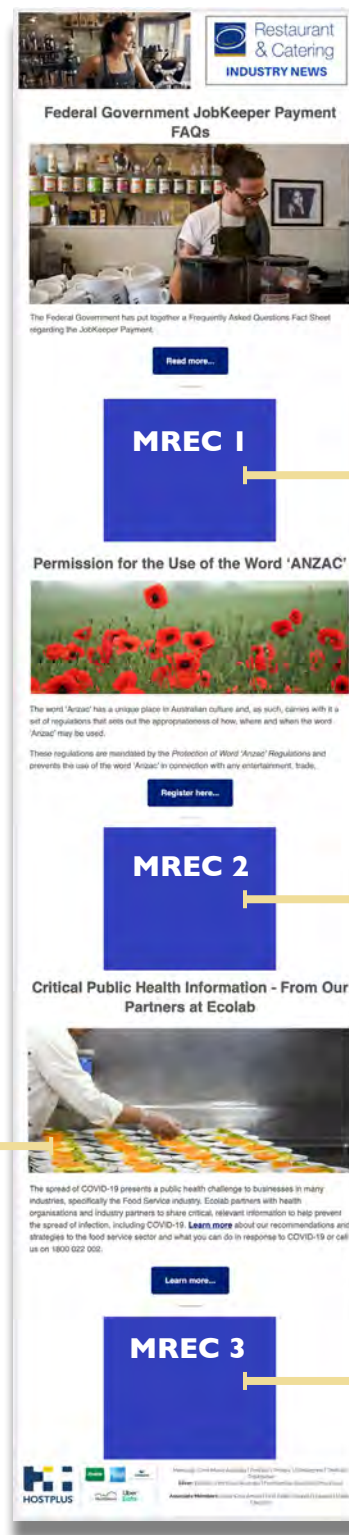 Restaurant
& Catering
INDUSTRY NEWS
Federal Government JobKeeper Payment
FAQs
The Federal Government has put together a Frequently Asked Questions Fact Sheet
regarding the JobKeeper Payment.
Read more...
MREC 1
Permission for the Use of the Word 'ANZAC'
The word 'Anzac' has a unique place in Australian culture and, as such, carries with it a
set of regulations that sets out the appropriateness of how, where and when the word
'Anzac' may be used.
These regulations are mandated by the Protection of Word 'Anzac' Regulations and
prevents the use of the word 'Anzac' in connection with any entertainment, trade,
Register here...
MREC 2
Critical Public Health Information - From Our
Partners at Ecolab
The spread of COVID-19 presents a public health challenge to businesses in many
industries, specifically the Food Service industry. Ecolab partners with health
organisations and industry partners to share critical, relevant information to help prevent
the spread of infection, including COVID-19. Learn more about our recommendations and
strategies to the food service sector and what you can do in response to COVID-19 or call
us on 1800 022 002.
Learn more...
MREC 3
HOSTPLUS
Uber
Eats
Associate Members